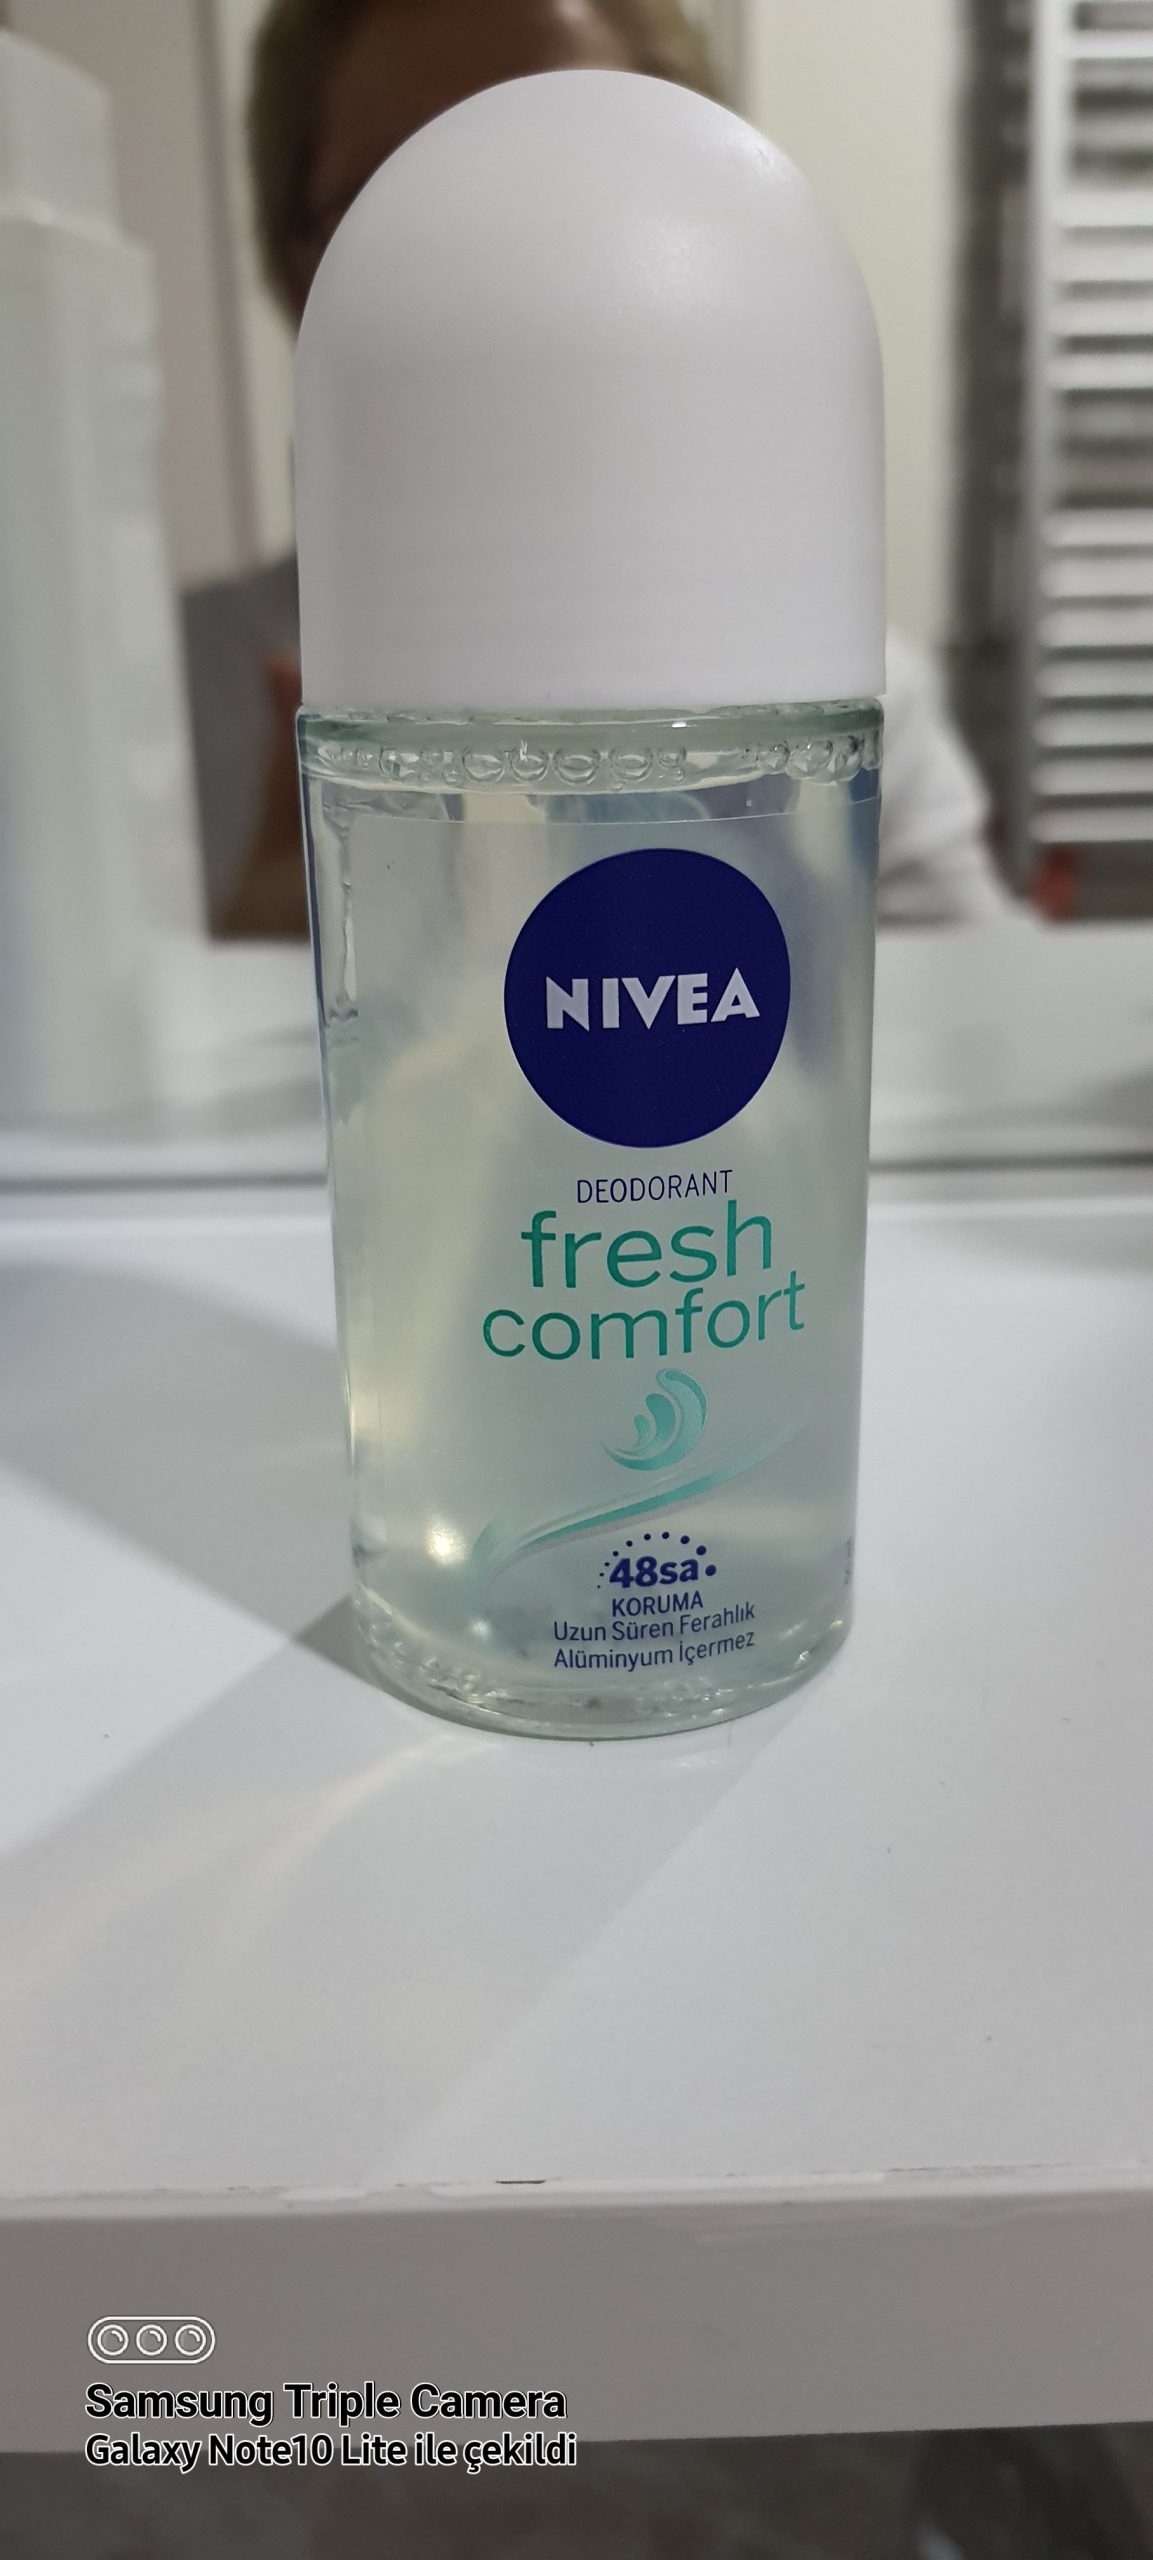 NIVEA
DEODORANT
fresh
comfort
48sa
KORUMA
Uzun Süren Ferahlık
Alüminyum İçermez
Samsung Triple Camera
Galaxy Note10 Lite ile çekildi